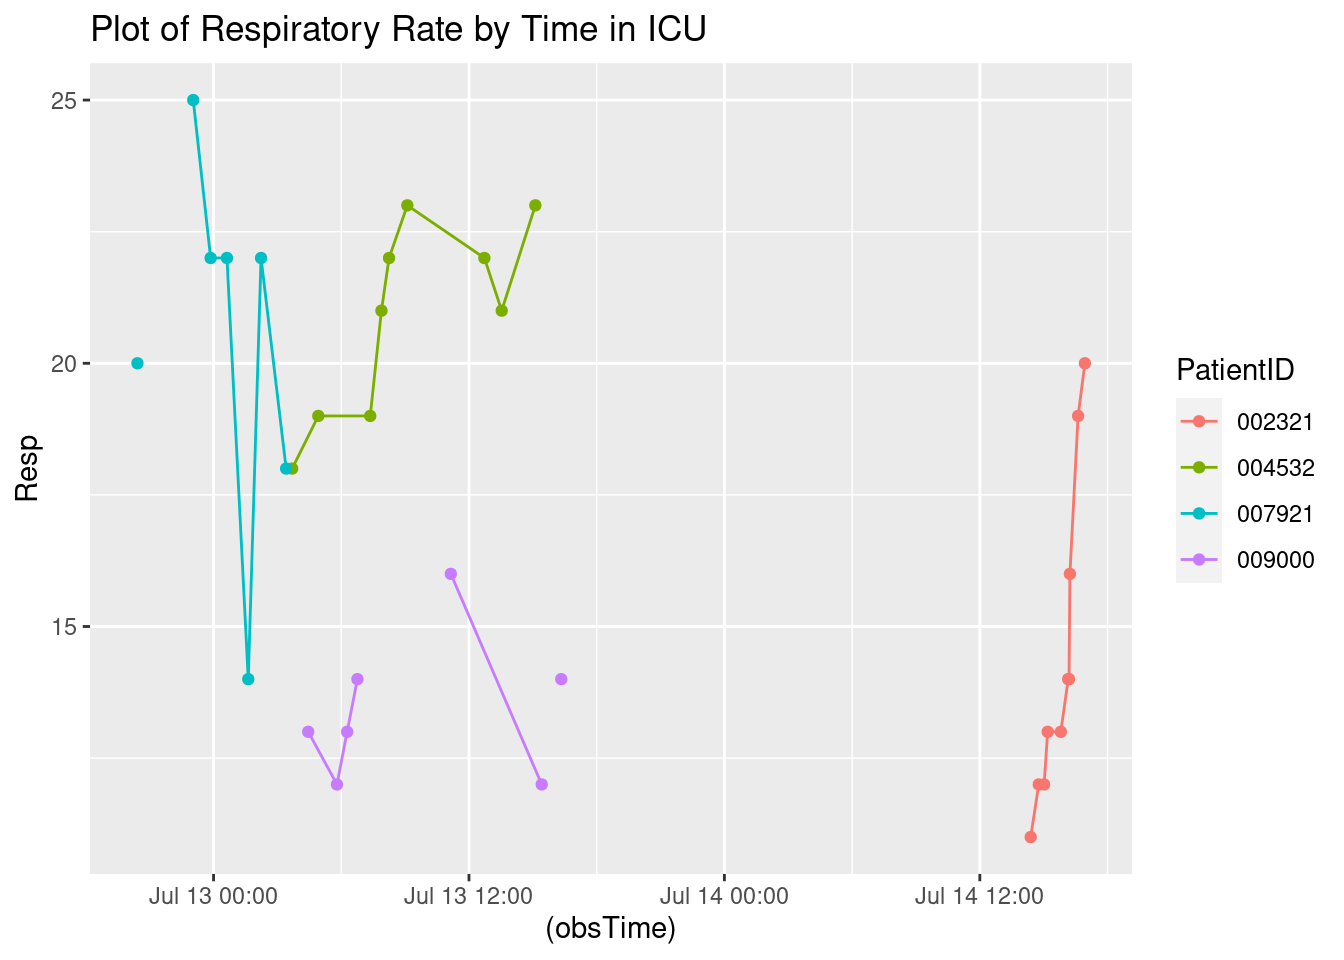 Plot of Respiratory Rate by Time in ICU
25
20
15
Resp
Jul 13 00:00
Jul 13 12:00
Jul 14 00:00
Jul 14 12:00
(obsTime)
PatientID
002321
004532
007921
009000